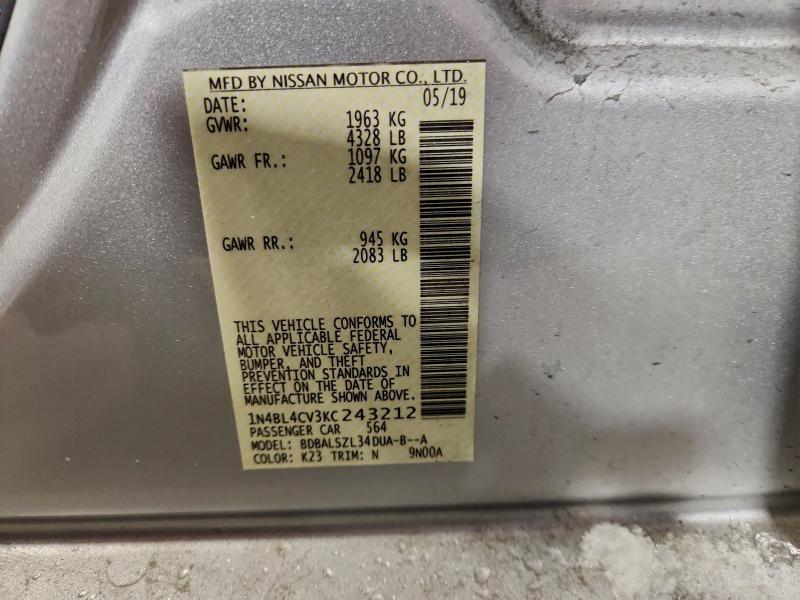 MFD BY NISSAN MOTOR CO., LTD.
DATE: 05/19
GVWR: 1963 KG
4328 LB
GAWR FR.: 1097 KG
2418 LB
GAWR RR.: 945 KG
2083 LB
THIS VEHICLE CONFORMS TO
ALL APPLICABLE FEDERAL
MOTOR VEHICLE SAFETY,
BUMPER, AND THEFT
PREVENTION STANDARDS IN
EFFECT ON THE DATE OF
MANUFACTURE SHOWN ABOVE.
1N4BL4CV3KC243212
PASSENGER CAR 564
MODEL: BDBALSZL34DUA-B--A
COLOR: K23 TRIM: N 9N00A